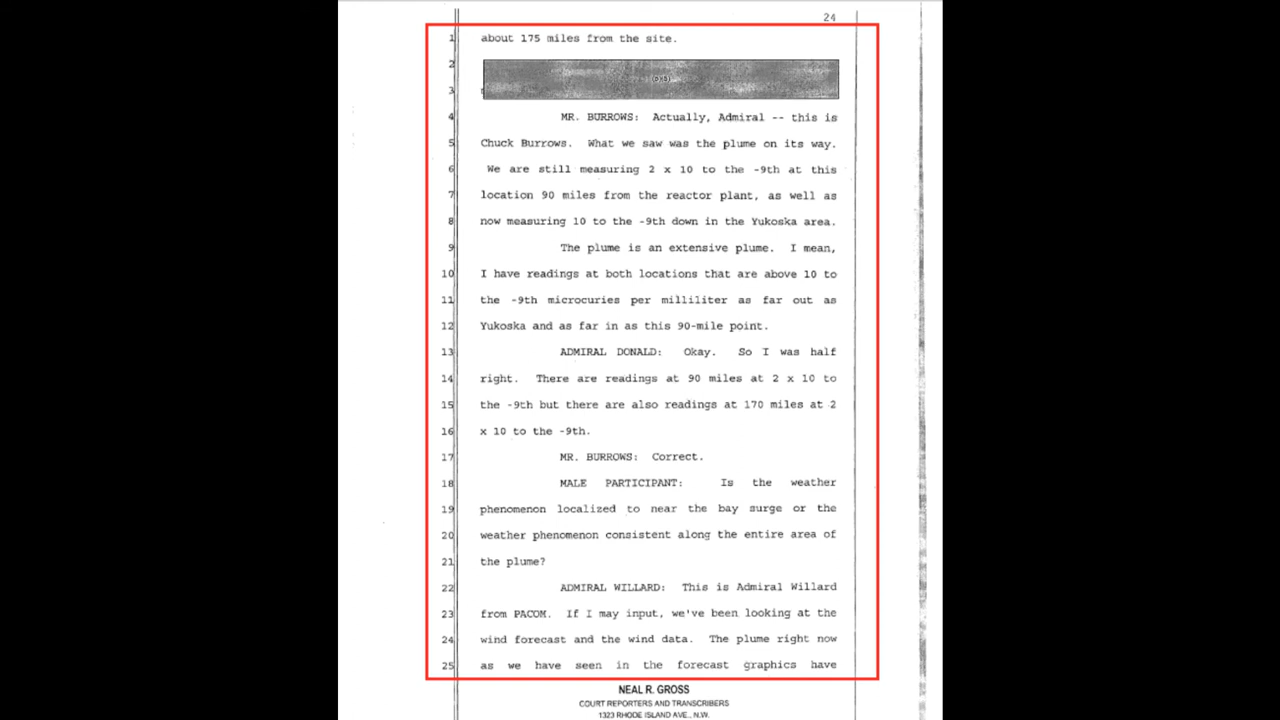 24
1 about 175 miles from the site.
2
3
4 MR. BURROWS: Actually, Admiral -- this is
5 Chuck Burrows. What we saw was the plume on its way.
6 We are still measuring 2 x 10 to the -9th at this
7 location 90 miles from the reactor plant, as well as
8 now measuring 10 to the -9th down in the Yukoska area.
9 The plume is an extensive plume. I mean,
10 I have readings at both locations that are above 10 to
11 the -9th microcuries per milliliter as far out as
12 Yukoska and as far in as this 90-mile point.
13 ADMIRAL DONALD: Okay. So I was half
14 right. There are readings at 90 miles at 2 x 10 to
15 the -9th but there are also readings at 170 miles at 2
16 x 10 to the -9th.
17 MR. BURROWS: Correct.
18 MALE PARTICIPANT: Is the weather
19 phenomenon localized to near the bay surge or the
20 weather phenomenon consistent along the entire area of
21 the plume?
22 ADMIRAL WILLARD: This is Admiral Willard
23 from PACOM. If I may input, we've been looking at the
24 wind forecast and the wind data. The plume right now
25 as we have seen in the forecast graphics have
NEAL R. GROSS
COURT REPORTERS AND TRANSCRIBERS
1323 RHODE ISLAND AVE., N.W.